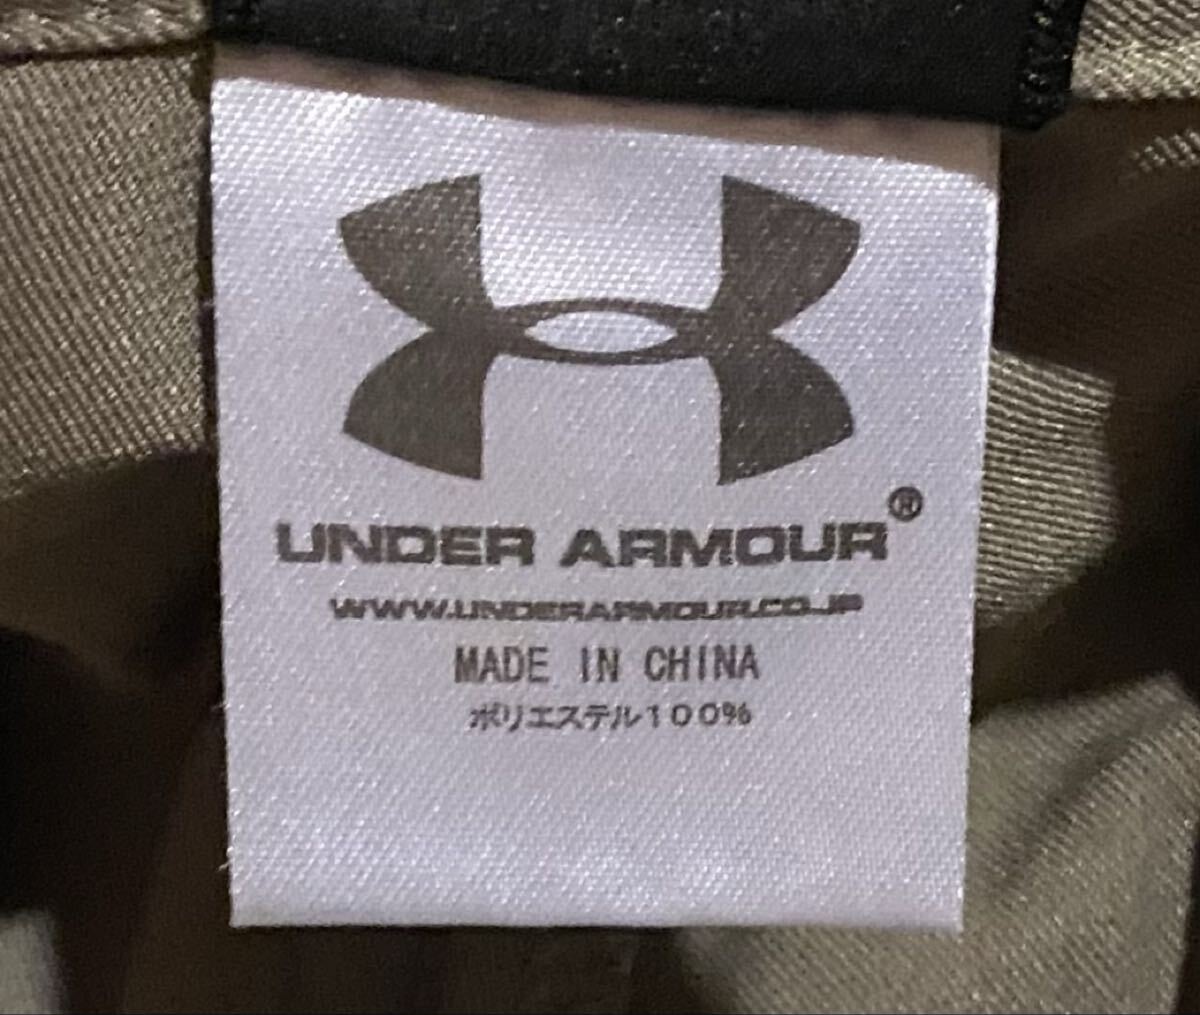 UNDER ARMOUR®
WWW.UNDERARMOUR.CO.JP
MADE IN CHINA
ポリエステル100%